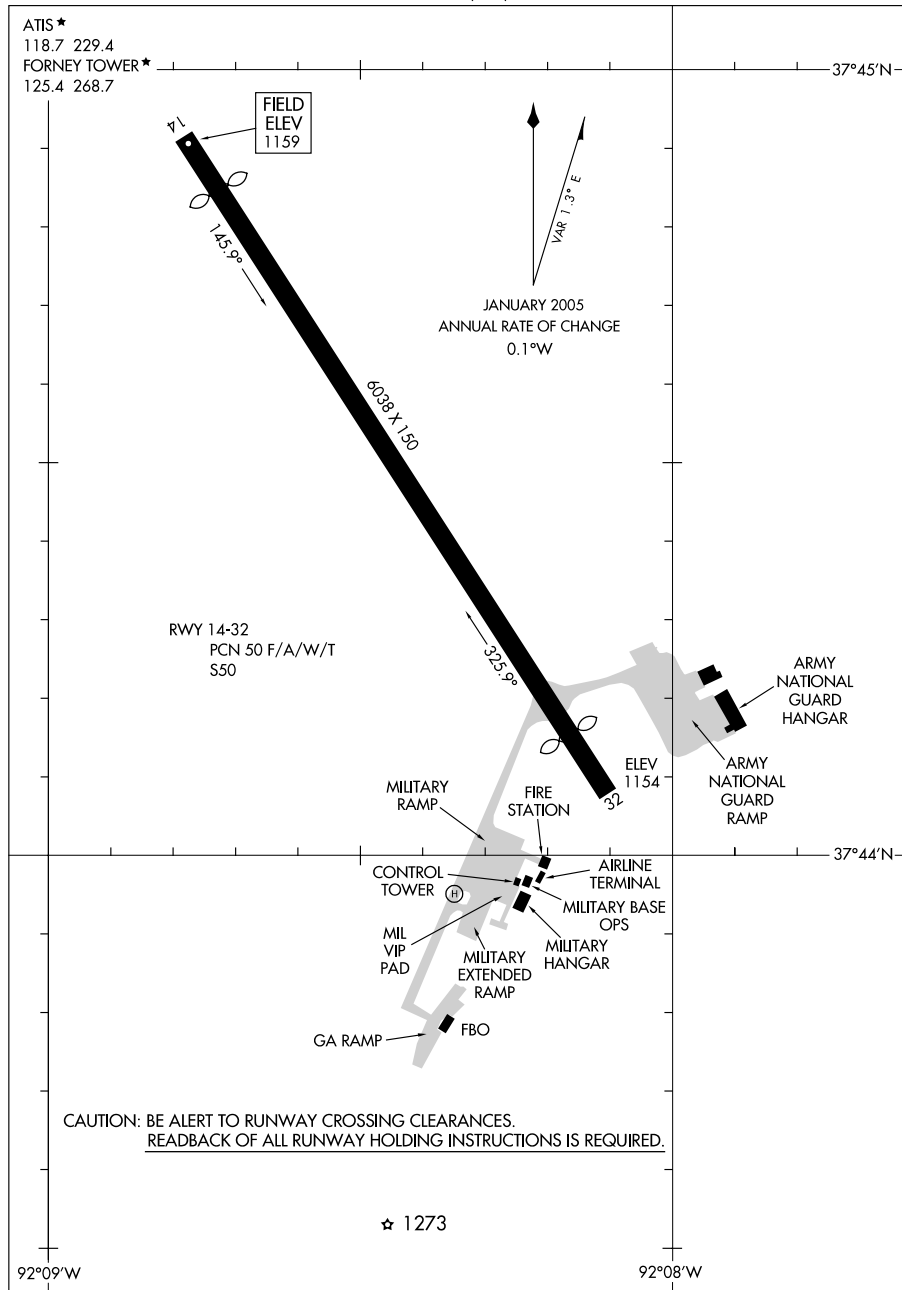 ATIS ★
118.7 229.4
FORNEY TOWER ★
125.4 268.7
37°45'N
14
FIELD
ELEV
1159
VAR 1.3° E
145.9°
JANUARY 2005
ANNUAL RATE OF CHANGE
0.1°W
6038 X 150
RWY 14-32
PCN 50 F/A/W/T
S50
325.9°
ARMY
NATIONAL
GUARD
HANGAR
ELEV
1154
32
ARMY
NATIONAL
GUARD
RAMP
MILITARY
RAMP
FIRE
STATION
37°44'N
CONTROL
TOWER
H
AIRLINE
TERMINAL
MILITARY BASE
OPS
MIL
VIP
PAD
MILITARY
EXTENDED
RAMP
MILITARY
HANGAR
GA RAMP
FBO
CAUTION: BE ALERT TO RUNWAY CROSSING CLEARANCES.
READBACK OF ALL RUNWAY HOLDING INSTRUCTIONS IS REQUIRED.
1273
92°09'W
92°08'W